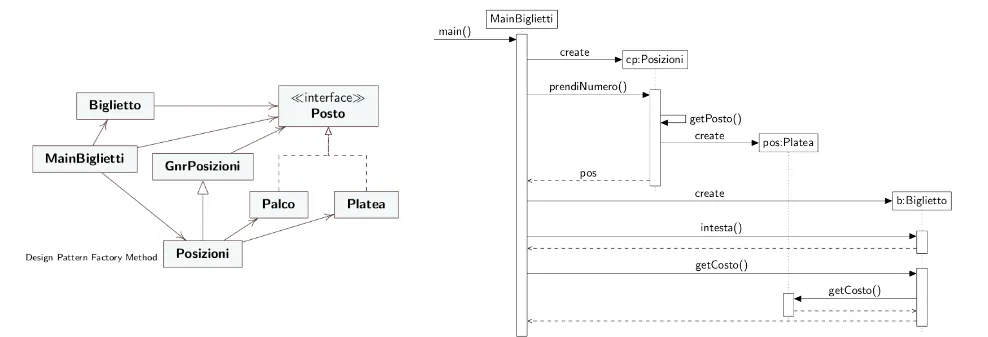 Biglietto
≪interface≫
Posto
MainBiglietti
GnrPosizioni
Palco
Platea
Posizioni
Design Pattern Factory Method
MainBiglietti
main()
create
cp:Posizioni
prendiNumero()
getPosto()
create
pos:Platea
pos
create
b:Biglietto
intesta()
getCosto()
getCosto()